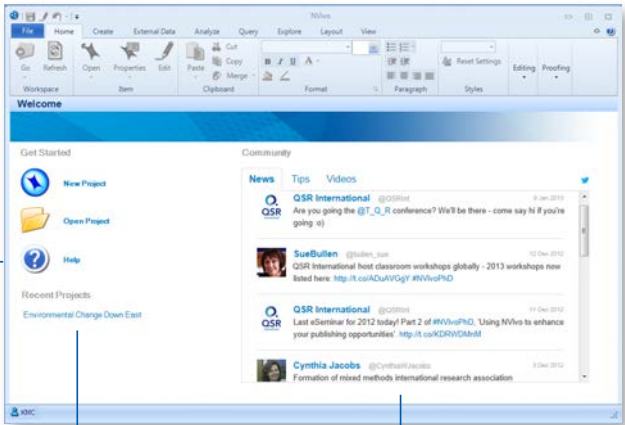 NVivo
File Home Create External Data Analyze Query Explore Layout View
Go Refresh Open Properties Edit Paste Cut
Copy
Merge
B I U A
Reset Settings
Editing Proofing
Workspace Item Clipboard Format Paragraph Styles
Welcome
Get Started
New Project
Open Project
Help
Recent Projects
Environmental Change Down East
Community
News Tips Videos
QSR International @QSRInt 9 Jan 2013
QSR
Are you going the @T_Q_R conference? We'll be there - come say hi if you're
going :o)
SueBullen @bullen_sue 12 Dec 2012
QSR International host classroom workshops globally - 2013 workshops now
listed here: http://t.co/ADuAVGgY #NVivoPhD
QSR International @QSRInt 11 Dec 2012
QSR
Last eSeminar for 2012 today! Part 2 of #NVivoPhD, 'Using NVivo to enhance
your publishing opportunities'. http://t.co/KDRWDMnM
Cynthia Jacobs 3 Dec 2012
Formation of mixed methods international research association
KMC